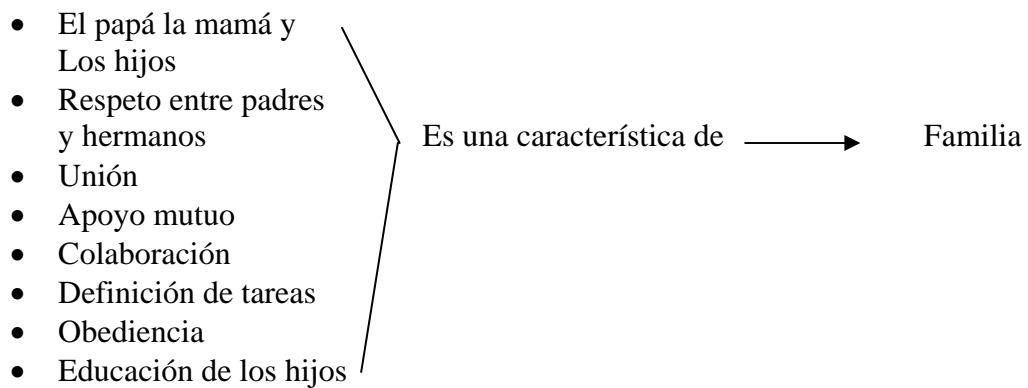 • El papá la mamá y
Los hijos
• Respeto entre padres
y hermanos Es una característica de Familia
• Unión
• Apoyo mutuo
• Colaboración
• Definición de tareas
• Obediencia
• Educación de los hijos